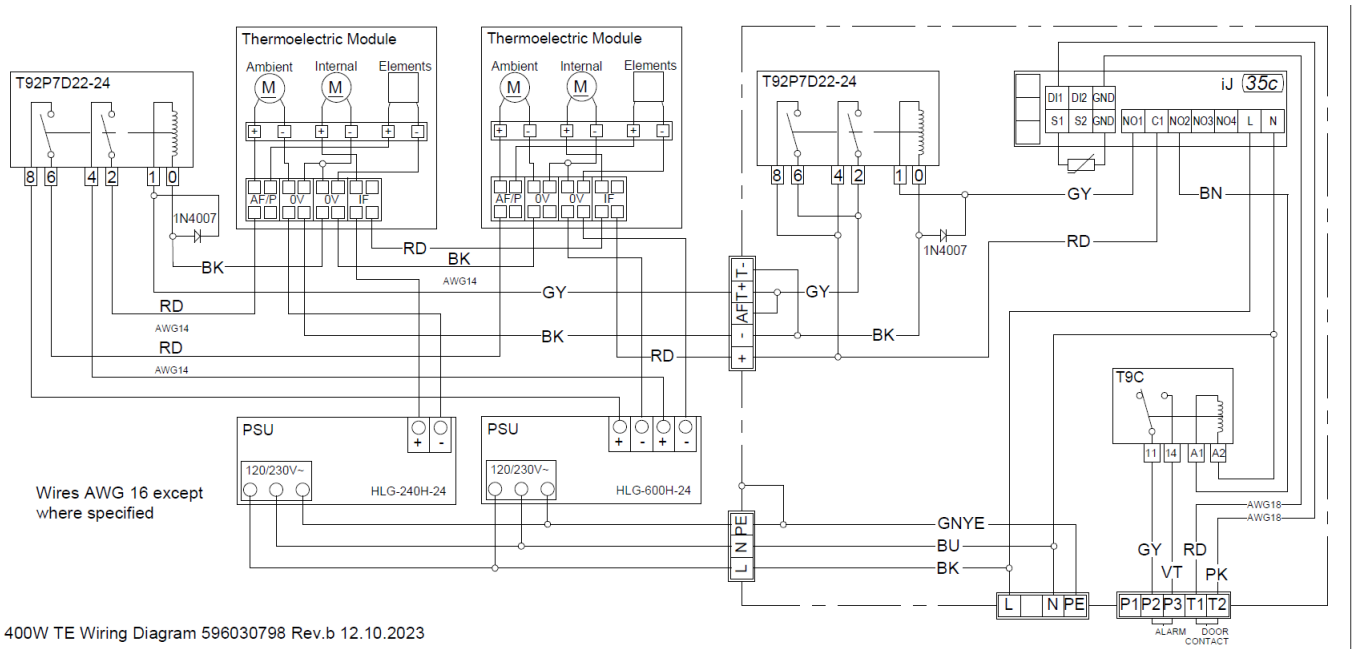 Thermoelectric Module
Ambient Internal Elements
M M
+ - + - + -
AF/P 0V 0V IF
Thermoelectric Module
Ambient Internal Elements
M M
+ - + - + -
AF/P 0V 0V IF
T92P7D22-24
8 6 4 2 1 0
1N4007
T92P7D22-24
8 6 4 2 1 0
1N4007
iJ 35c
DI1 DI2 GND
S1 S2 GND
NO1 C1 NO2 NO3 NO4 L N
GY
BN
RD
RD
BK
BK
AWG14
GY
GY
RD
AWG14
BK
BK
RD
AWG14
RD
AF T+ T-
-
+
T9C
11 14 A1 A2
PSU
+ -
120/230V~
HLG-240H-24
PSU
+ - + -
120/230V~
HLG-600H-24
Wires AWG 16 except
where specified
AWG18
AWG18
L N PE
GNYE
BU
BK
GY RD
VT PK
L N PE
P1 P2 P3 T1 T2
ALARM DOOR
CONTACT
400W TE Wiring Diagram 596030798 Rev.b 12.10.2023